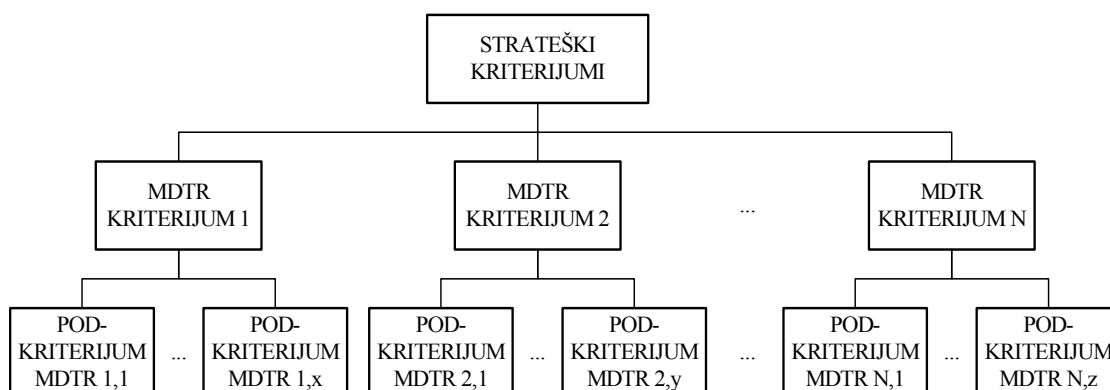 STRATEŠKI
KRITERIJUMI
MDTR
KRITERIJUM 1
MDTR
KRITERIJUM 2
...
MDTR
KRITERIJUM N
POD-
KRITERIJUM
MDTR 1,1
...
POD-
KRITERIJUM
MDTR 1,x
POD-
KRITERIJUM
MDTR 2,1
...
POD-
KRITERIJUM
MDTR 2,y
...
POD-
KRITERIJUM
MDTR N,1
...
POD-
KRITERIJUM
MDTR N,z